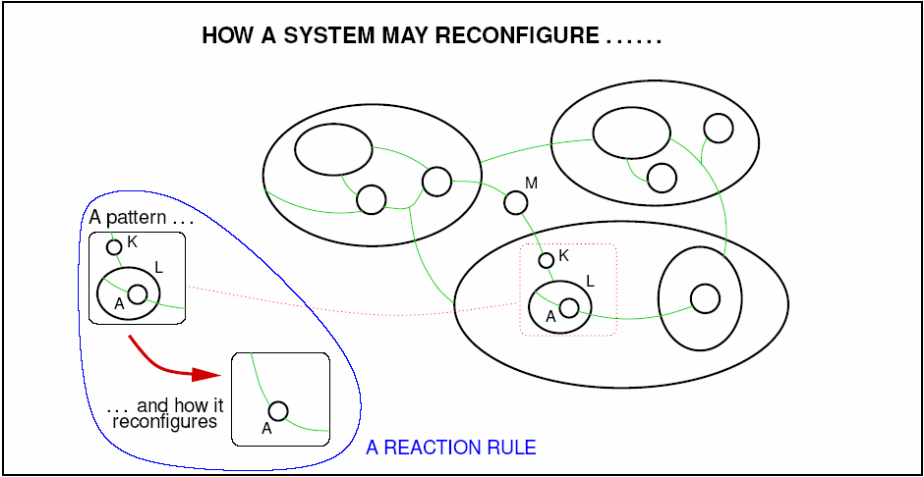 HOW A SYSTEM MAY RECONFIGURE . . . . . .
M
A pattern . . .
K
L
A
K
L
A
. . . and how it
reconfigures
A
A REACTION RULE